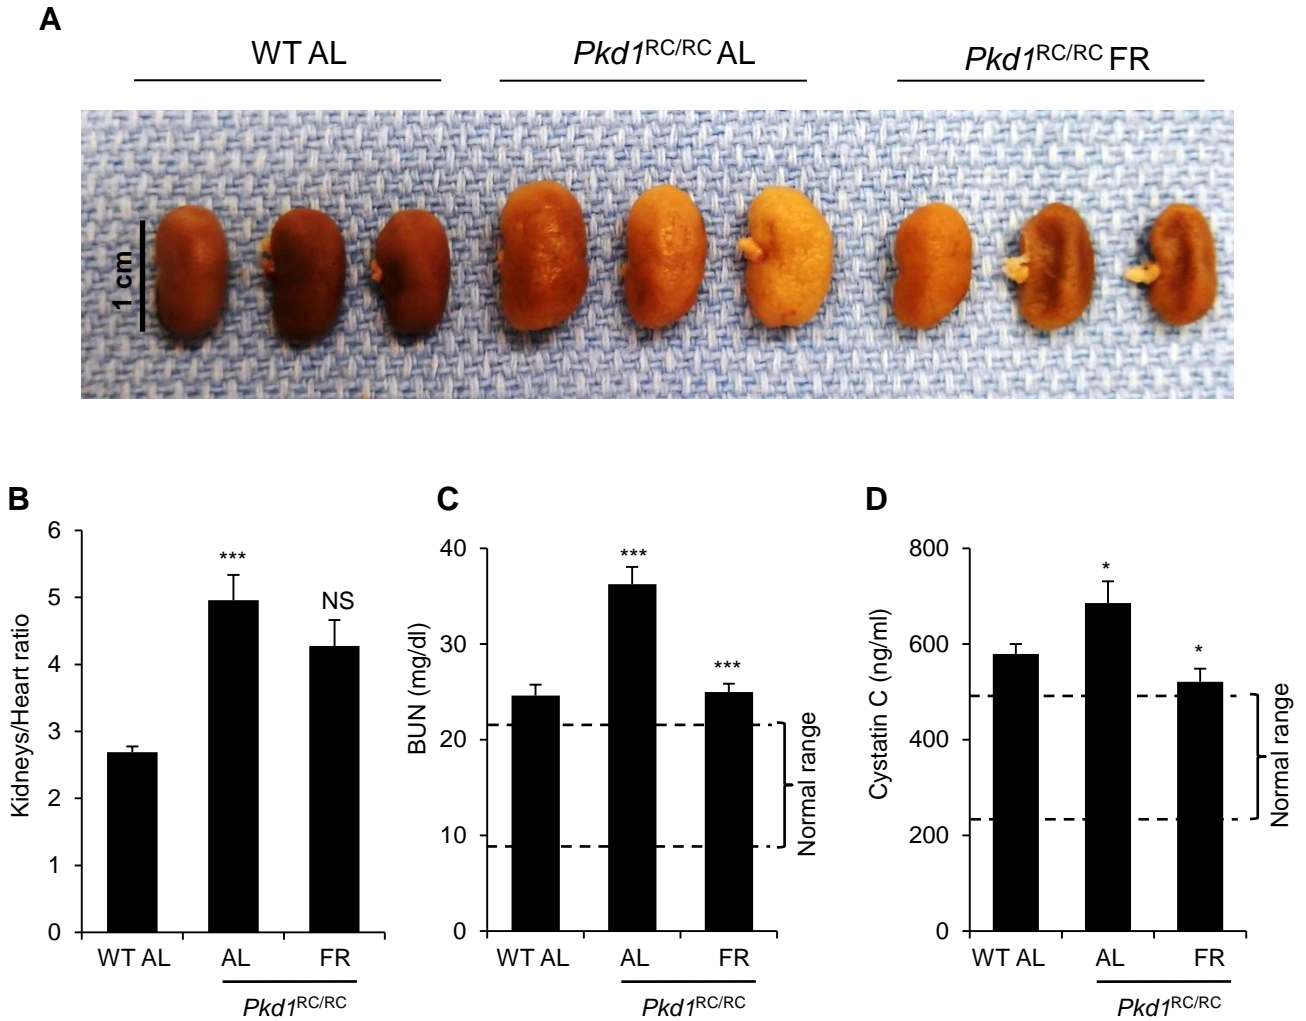 A
WT AL
Pkd1RC/RC AL
Pkd1RC/RC FR
1 cm
B
Kidneys/Heart ratio
6
5
4
3
2
1
0
***
NS
WT AL
AL
FR
Pkd1RC/RC
C
BUN (mg/dl)
40
30
20
10
0
***
***
Normal range
WT AL
AL
FR
Pkd1RC/RC
D
Cystatin C (ng/ml)
800
600
400
200
0
*
*
Normal range
WT AL
AL
FR
Pkd1RC/RC